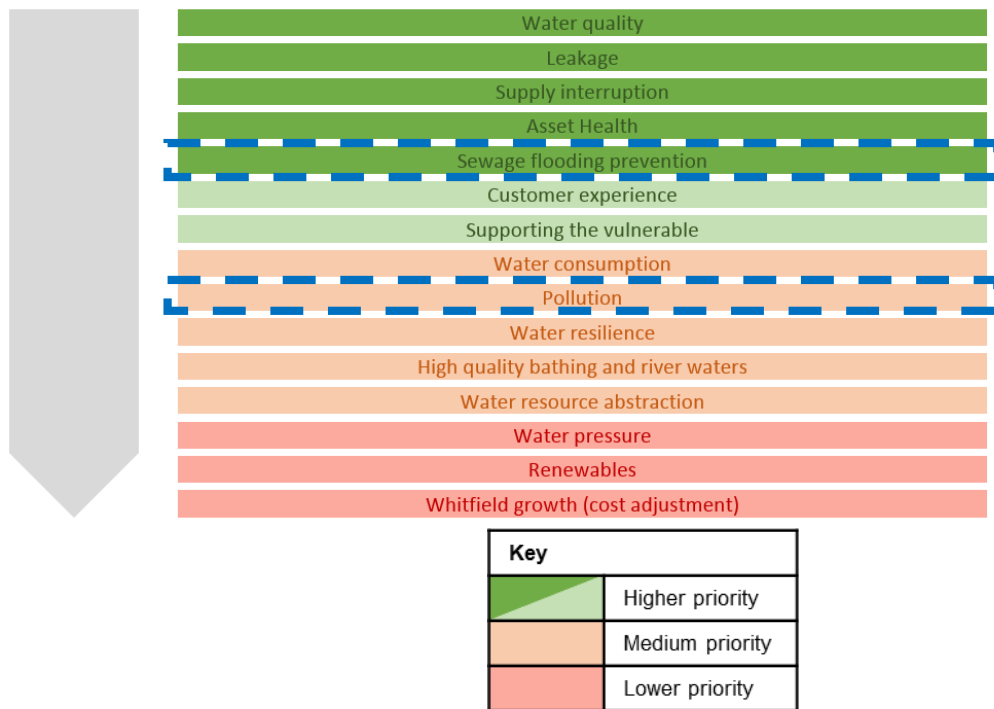 Water quality
Leakage
Supply interruption
Asset Health
Sewage flooding prevention
Customer experience
Supporting the vulnerable
Water consumption
Pollution
Water resilience
High quality bathing and river waters
Water resource abstraction
Water pressure
Renewables
Whitfield growth (cost adjustment)
Key
Higher priority
Medium priority
Lower priority